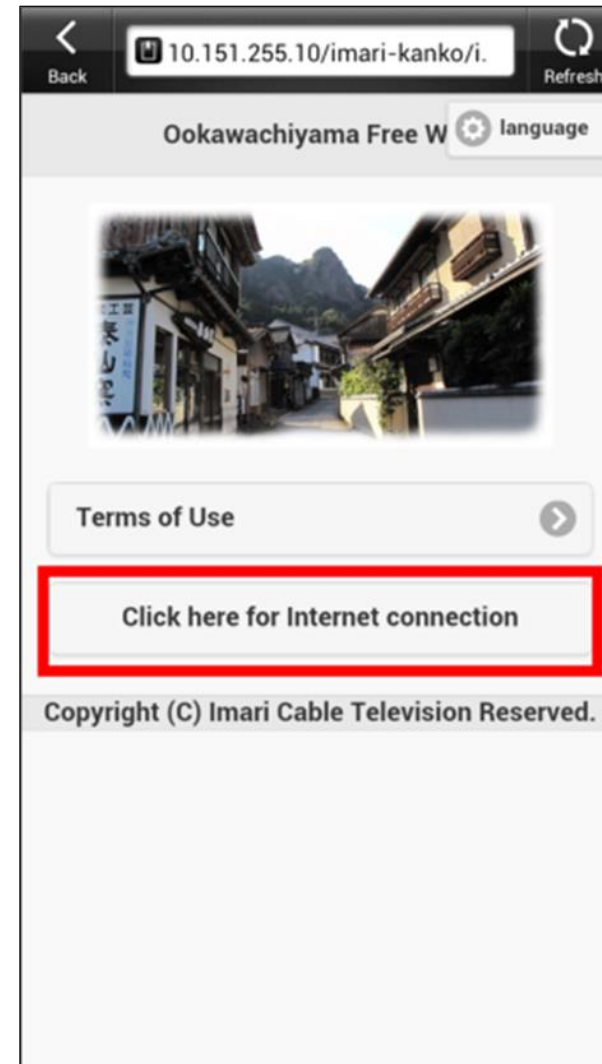 Back
10.151.255.10/imari-kanko/i.
Refresh
Ookawachiyama Free W
language
Terms of Use
Click here for Internet connection
Copyright (C) Imari Cable Television Reserved.